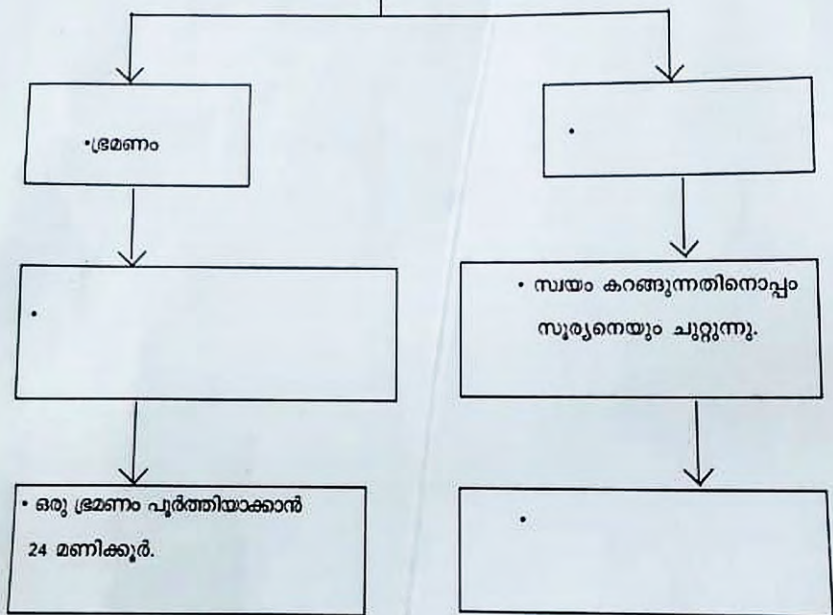 •ഭ്രമണം
•
•
• സ്വയം കറങ്ങുന്നതിനൊപ്പം
സൂര്യനെയും ചുറ്റുന്നു.
• ഒരു ഭ്രമണം പൂർത്തിയാക്കാൻ
24 മണിക്കൂർ.
•